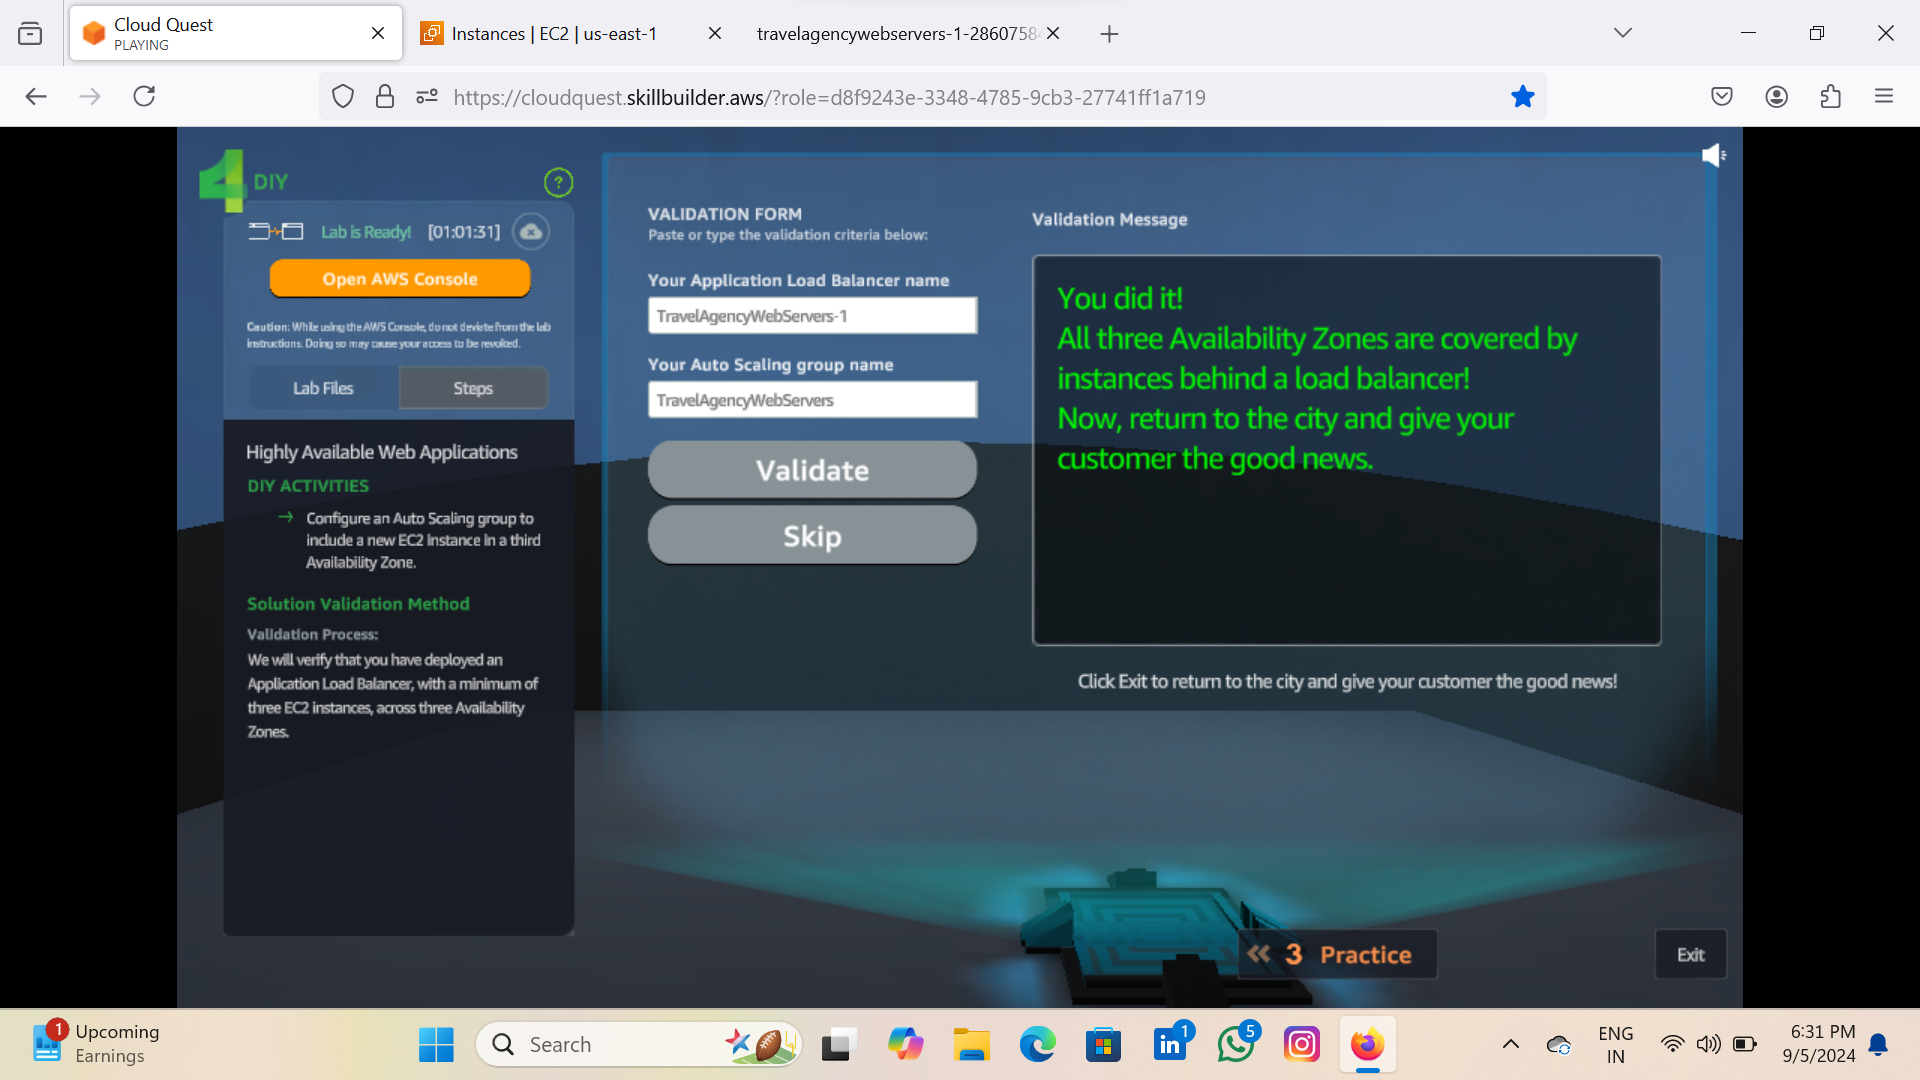 Cloud Quest
PLAYING
Instances | EC2 | us-east-1
travelagencywebservers-1-2860758
https://cloudquest.skillbuilder.aws/?role=d8f9243e-3348-4785-9cb3-27741ff1a719
4 DIY
?
Lab is Ready! [01:01:31]
Open AWS Console
Caution: While using the AWS Console, do not deviate from the lab
instructions. Doing so may cause your access to be revoked.
Lab Files
Steps
Highly Available Web Applications
DIY ACTIVITIES
→ Configure an Auto Scaling group to
include a new EC2 instance in a third
Availability Zone.
Solution Validation Method
Validation Process:
We will verify that you have deployed an
Application Load Balancer, with a minimum of
three EC2 instances, across three Availability
Zones.
VALIDATION FORM
Paste or type the validation criteria below:
Your Application Load Balancer name
TravelAgencyWebServers-1
Your Auto Scaling group name
TravelAgencyWebServers
Validate
Skip
Validation Message
You did it!
All three Availability Zones are covered by
instances behind a load balancer!
Now, return to the city and give your
customer the good news.
Click Exit to return to the city and give your customer the good news!
3 Practice
Exit
1
Upcoming
Earnings
Search
1
5
ENG
IN
6:31 PM
9/5/2024